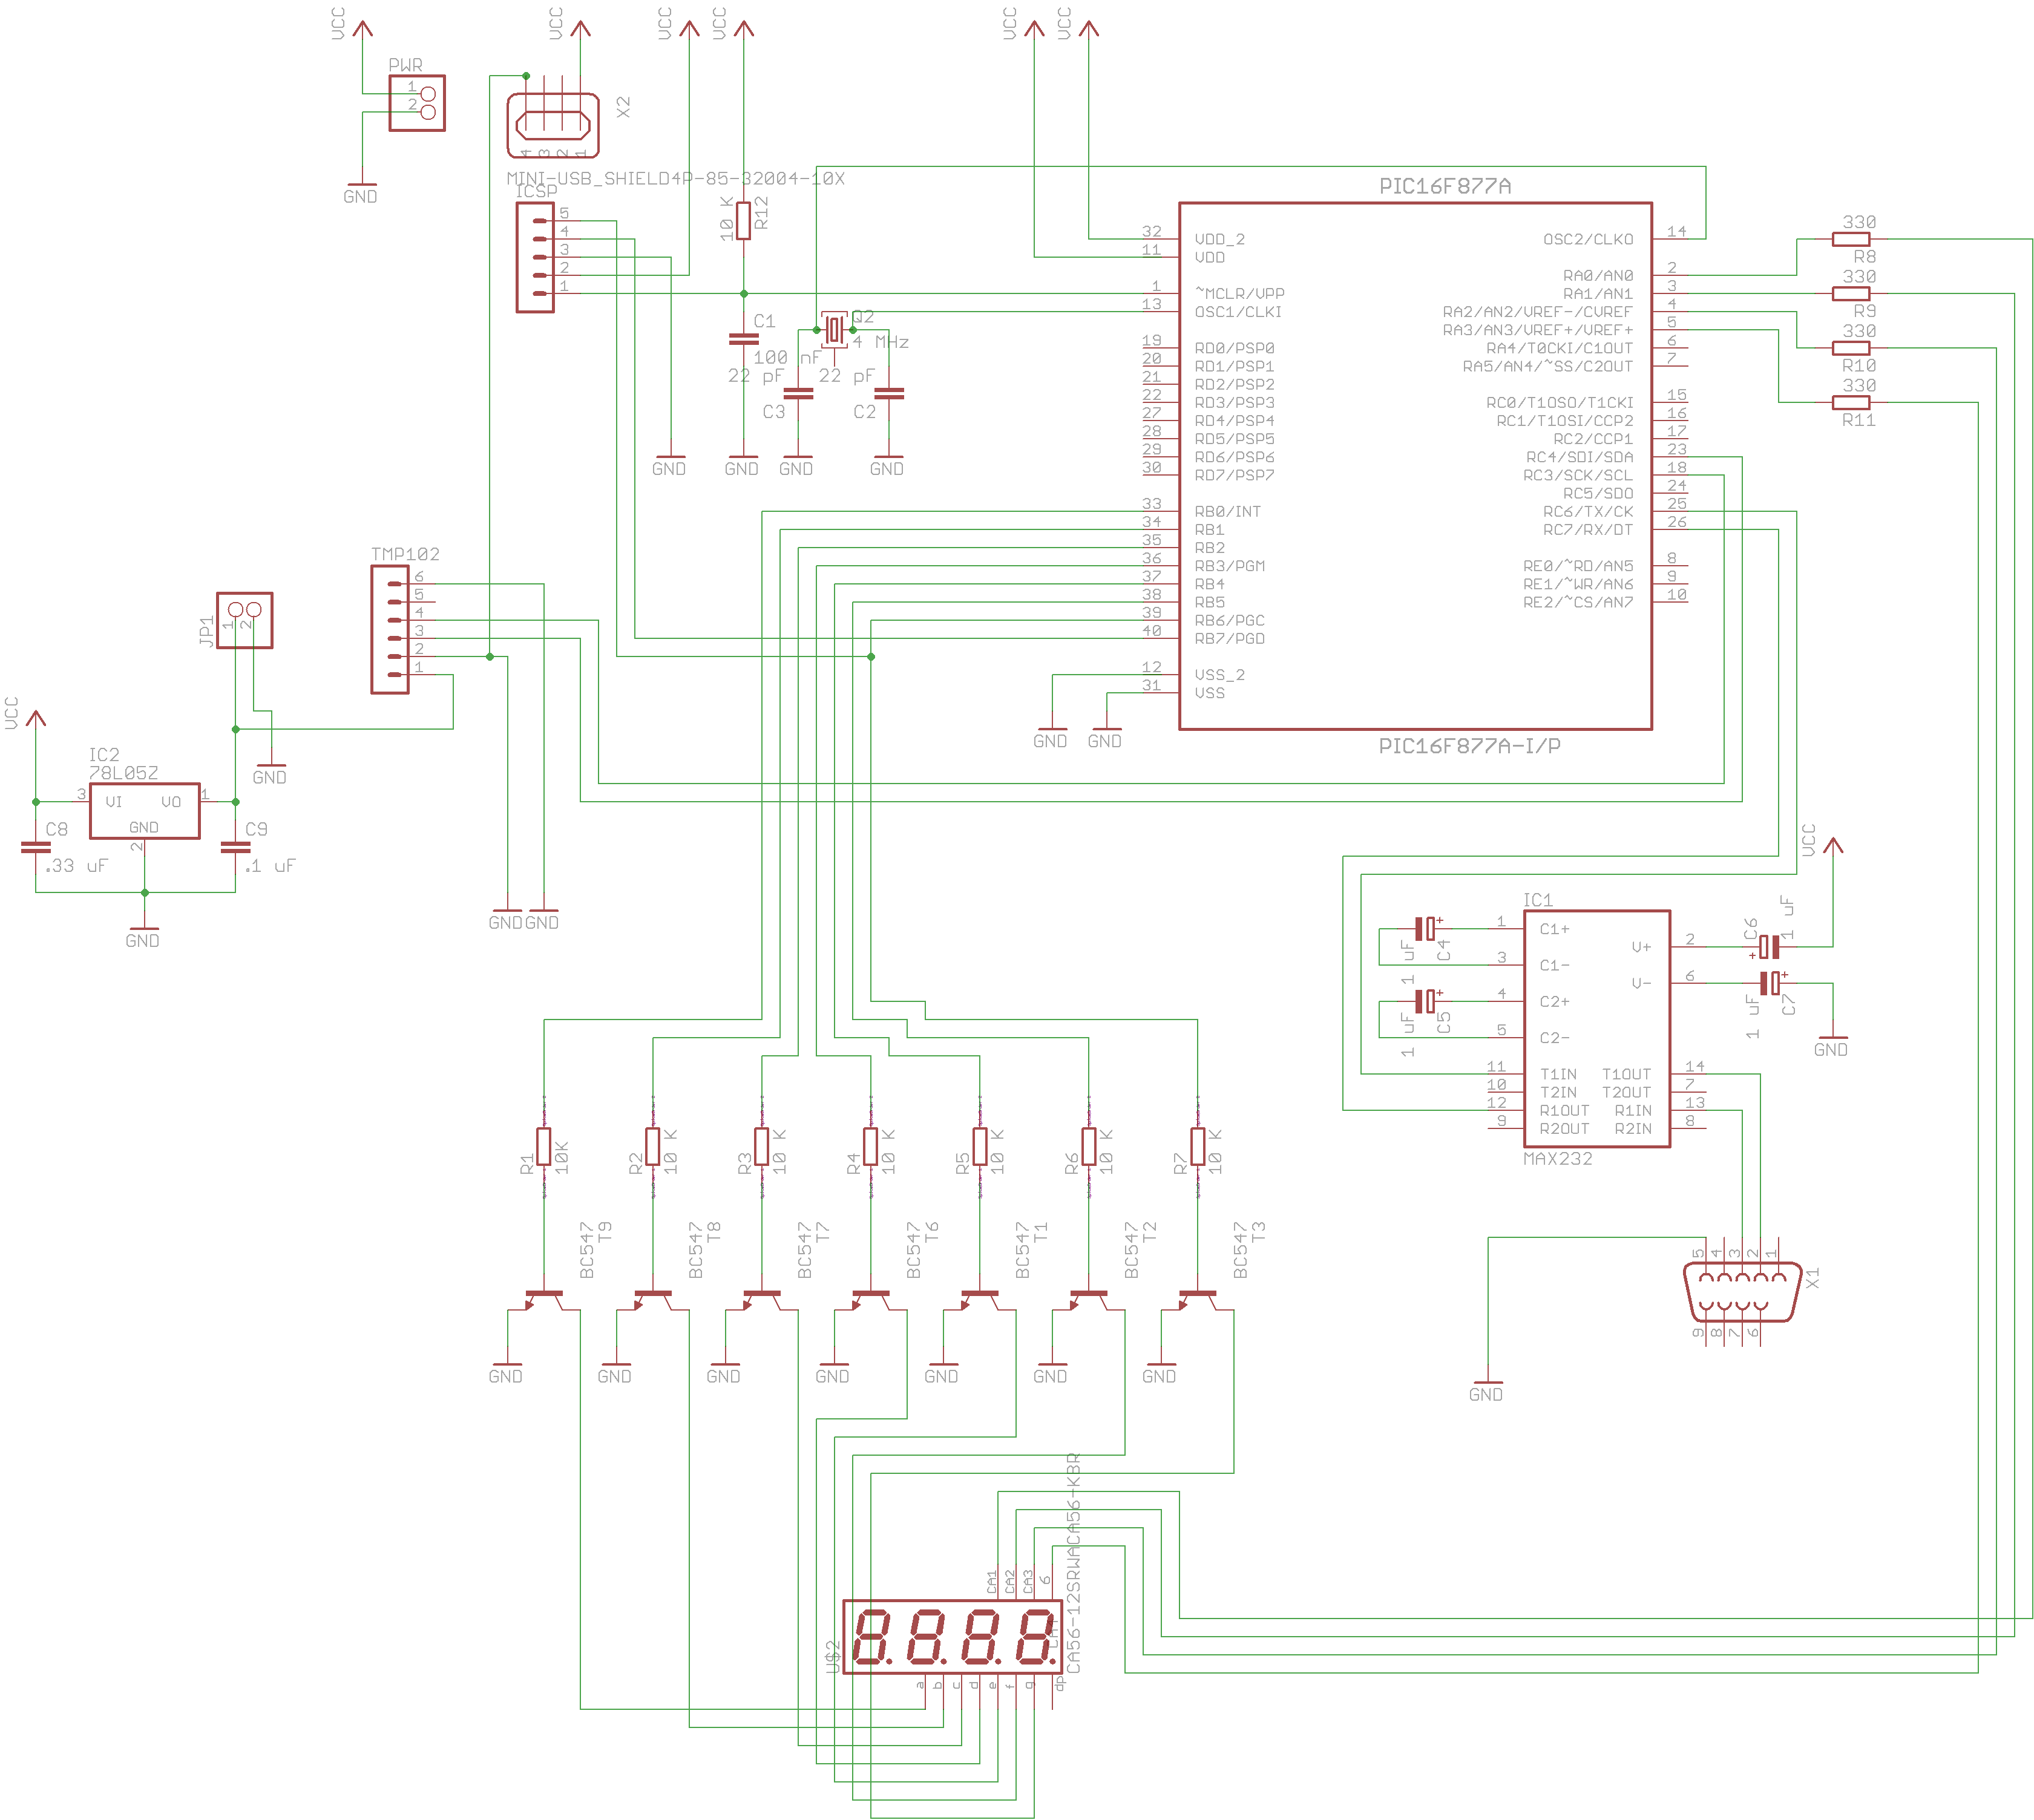 VCC
VCC
VCC
VCC
VCC
VCC
PWR
1
2
GND
X2
4 3 2 1
MINI-USB_SHIELD4P-85-32004-10X
ICSP
5
4
3
2
1
10 K
R12
C1
100 nF
Q2
4 MHz
22 pF
22 pF
C3
C2
GND
GND
GND
GND
PIC16F877A
32 VDD_2
11 VDD
1 ~MCLR/VPP
13 OSC1/CLKI
19 RD0/PSP0
20 RD1/PSP1
21 RD2/PSP2
22 RD3/PSP3
27 RD4/PSP4
28 RD5/PSP5
29 RD6/PSP6
30 RD7/PSP7
33 RB0/INT
34 RB1
35 RB2
36 RB3/PGM
37 RB4
38 RB5
39 RB6/PGC
40 RB7/PGD
12 VSS_2
31 VSS
OSC2/CLKO 14
RA0/AN0 2
RA1/AN1 3
RA2/AN2/VREF-/CVREF 4
RA3/AN3/VREF+/VREF+ 5
RA4/T0CKI/C1OUT 6
RA5/AN4/~SS/C2OUT 7
RC0/T1OSO/T1CKI 15
RC1/T1OSI/CCP2 16
RC2/CCP1 17
RC4/SDI/SDA 23
RC3/SCK/SCL 18
RC5/SDO 24
RC6/TX/CK 25
RC7/RX/DT 26
RE0/~RD/AN5 8
RE1/~WR/AN6 9
RE2/~CS/AN7 10
PIC16F877A-I/P
GND
GND
330
R8
330
R9
330
R10
330
R11
TMP102
6
5
4
3
2
1
JP1
1
2
GND
VCC
IC2
78L05Z
3 VI
VO 1
GND
2
C8
.33 uF
C9
.1 uF
GND
GND
GND
VCC
IC1
1 C1+
3 C1-
4 C2+
5 C2-
11 T1IN
10 T2IN
12 R1OUT
9 R2OUT
V+ 2
V- 6
T1OUT 14
T2OUT 7
R1IN 13
R2IN 8
MAX232
1 uF
C4
1 uF
C5
C6
1 uF
1 uF
C7
GND
R1
10K
R2
10 K
R3
10 K
R4
10 K
R5
10 K
R6
10 K
R7
10 K
BC547
T9
BC547
T8
BC547
T7
BC547
T6
BC547
T1
BC547
T2
BC547
T3
GND
GND
GND
GND
GND
GND
GND
5 4 3 2 1
9 8 7 6
X1
GND
CA1
CA2
CA3
6
U$2
CA56-12SRWACA56-K8R
a b c d e f g dp